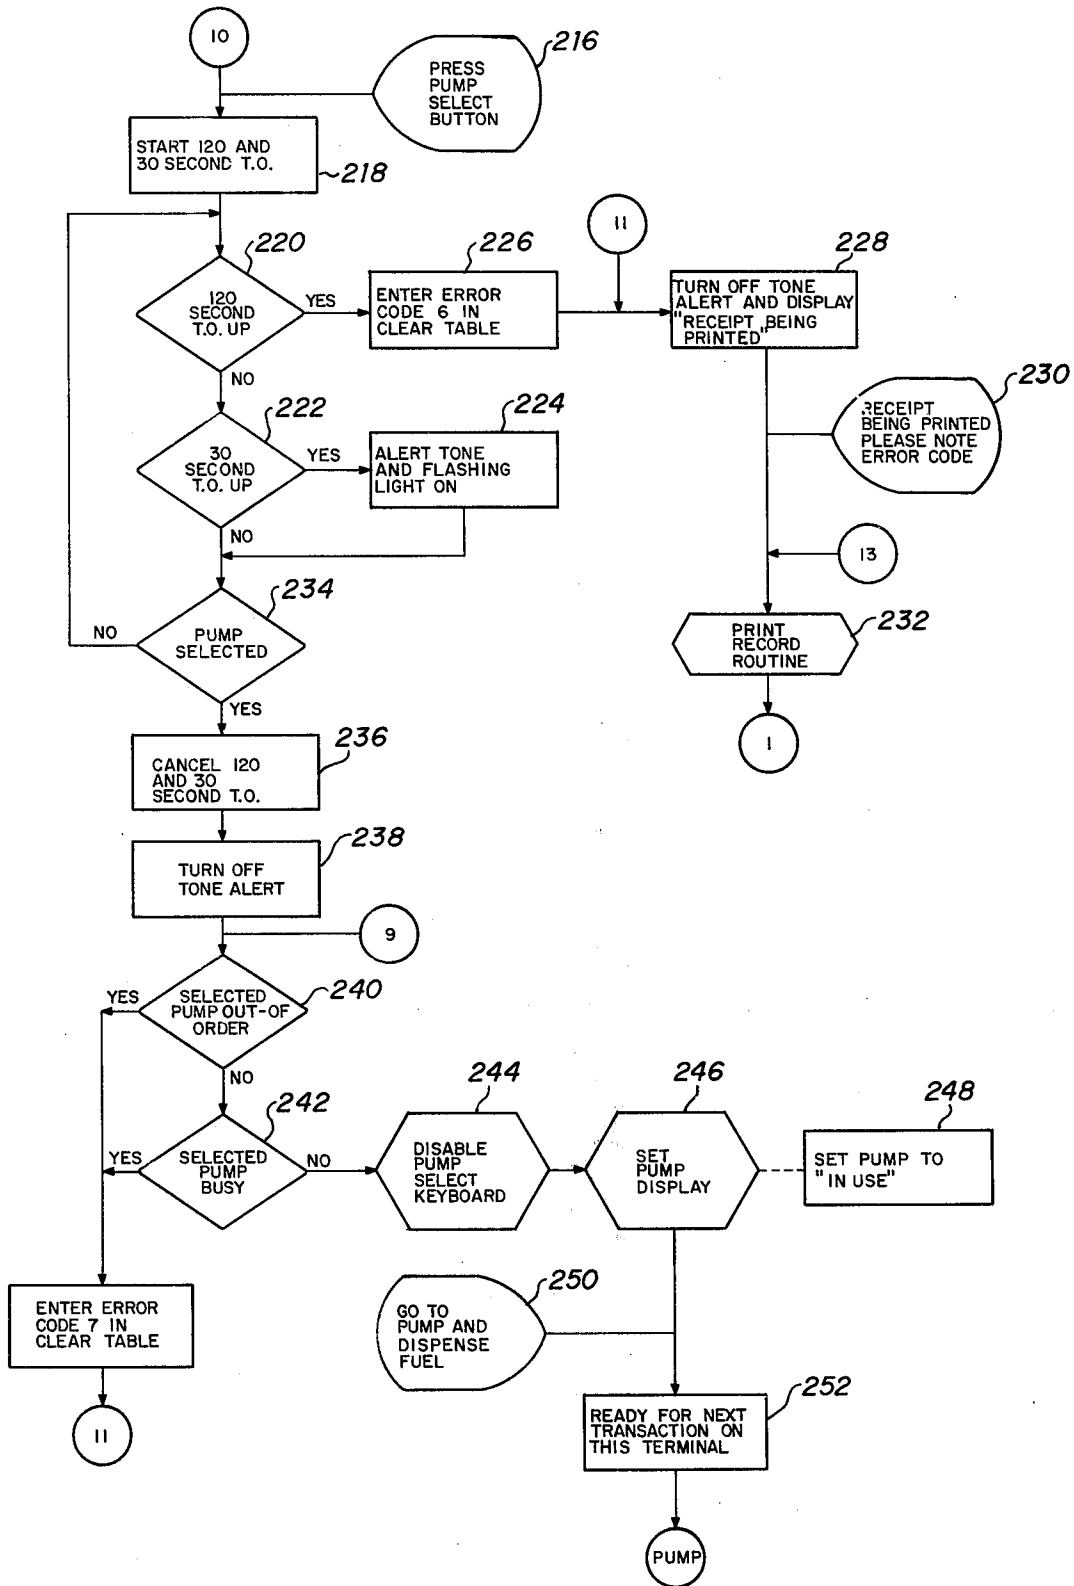 10
216
PRESS
PUMP
SELECT
BUTTON
START 120 AND
30 SECOND T.O.
218
220
120
SECOND
T.O. UP
YES
NO
226
ENTER ERROR
CODE 6 IN
CLEAR TABLE
11
228
TURN OFF TONE
ALERT AND DISPLAY
"RECEIPT BEING
PRINTED"
230
RECEIPT
BEING PRINTED
PLEASE NOTE
ERROR CODE
222
30
SECOND
T.O. UP
YES
NO
224
ALERT TONE
AND FLASHING
LIGHT ON
13
234
PUMP
SELECTED
NO
YES
232
PRINT
RECORD
ROUTINE
1
236
CANCEL 120
AND 30
SECOND T.O.
238
TURN OFF
TONE ALERT
9
240
SELECTED
PUMP OUT-OF
ORDER
YES
NO
242
SELECTED
PUMP
BUSY
YES
NO
244
DISABLE
PUMP
SELECT
KEYBOARD
246
SET
PUMP
DISPLAY
248
SET PUMP TO
"IN USE"
ENTER ERROR
CODE 7 IN
CLEAR TABLE
11
250
GO TO
PUMP AND
DISPENSE
FUEL
252
READY FOR NEXT
TRANSACTION ON
THIS TERMINAL
PUMP